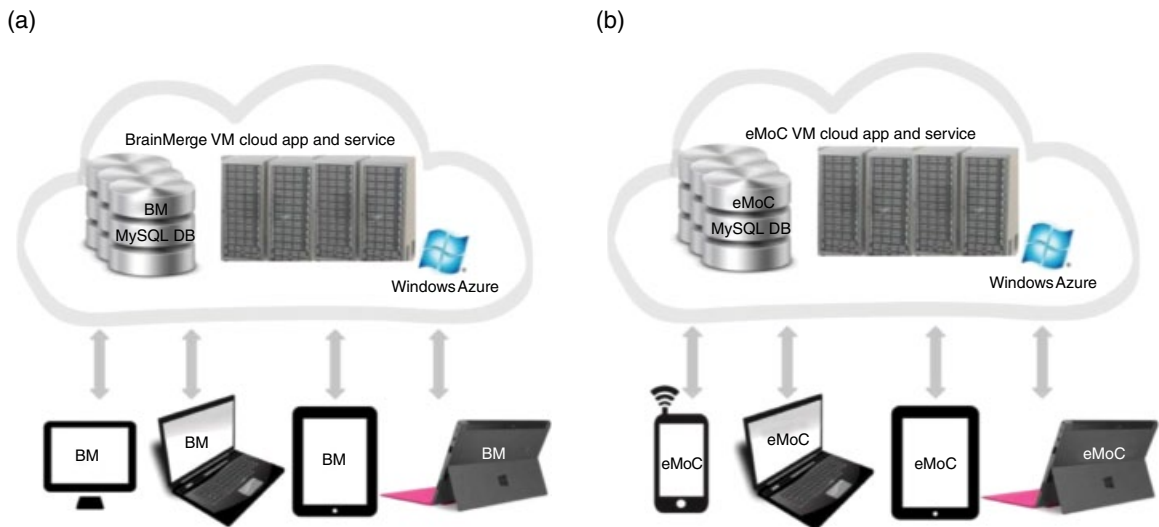 (a)
BrainMerge VM cloud app and service
BM
MySQL DB
Windows Azure
BM
BM
BM
BM
(b)
eMoC VM cloud app and service
eMoC
MySQL DB
Windows Azure
eMoC
eMoC
eMoC
eMoC